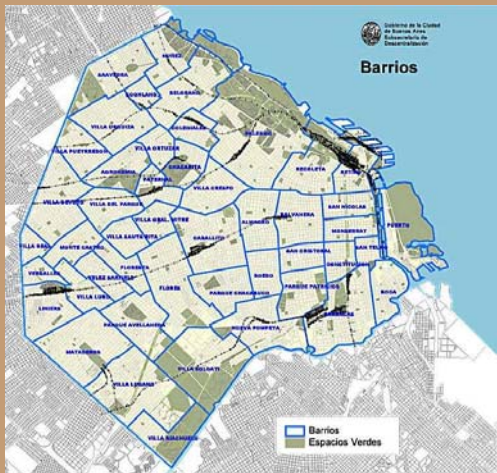 Gobierno de la Ciudad
de Buenos Aires
Subsecretaría de
Descentralización
Barrios
NUÑEZ
SAAVEDRA
COGHLAN
BELGRANO
VILLA URQUIZA
COLEGIALES
PALERMO
VILLA PUEYRREDON
VILLA ORTUZAR
CHACARITA
AGRONOMIA
PATERNAL
RECOLETA
RETIRO
VILLA CRESPO
VILLA DEVOTO
VILLA DEL PARQUE
SAN NICOLAS
VILLA GRAL. MITRE
ALMAGRO
BALVANERA
PUERTO
VILLA SANTA RITA
MONSERRAT
VILLA REAL
MONTE CASTRO
CABALLITO
SAN CRISTOBAL
SAN TELMO
VERSALLES
FLORESTA
CONSTITUCION
VELEZ SARSFIELD
BOEDO
LINIERS
VILLA LURO
FLORES
PARQUE CHACABUCO
PARQUE PATRICIOS
BOCA
PARQUE AVELLANEDA
NUEVA POMPEYA
BARRACAS
MATADEROS
VILLA SOLDATI
VILLA LUGANO
VILLA RIACHUELO
Barrios
Espacios Verdes